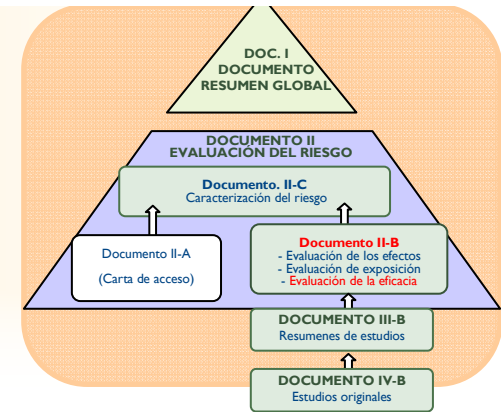 DOC. I
DOCUMENTO
RESUMEN GLOBAL
DOCUMENTO II
EVALUACIÓN DEL RIESGO
Documento. II-C
Caracterización del riesgo
Documento II-A
(Carta de acceso)
Documento II-B
- Evaluación de los efectos
- Evaluación de exposición
- Evaluación de la eficacia
DOCUMENTO III-B
Resumenes de estudios
DOCUMENTO IV-B
Estudios originales